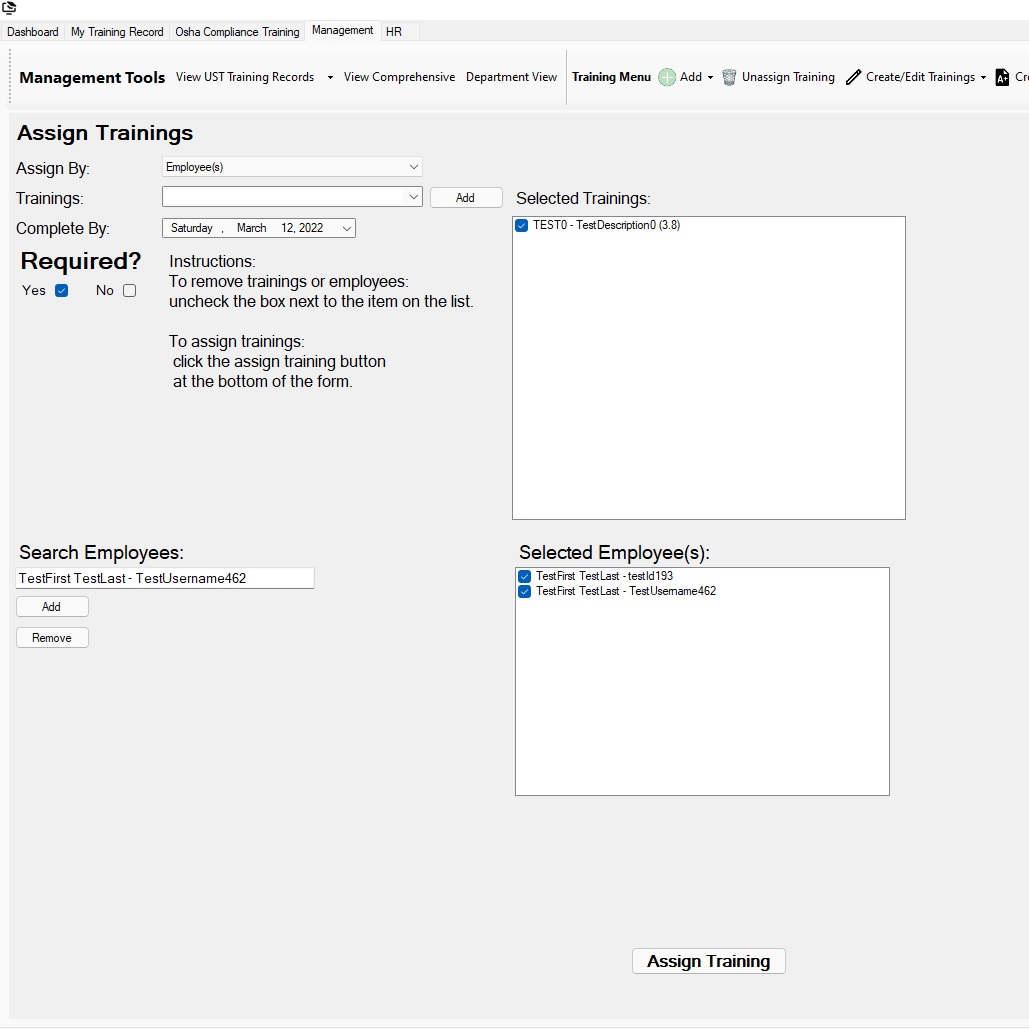 Dashboard My Training Record Osha Compliance Training Management HR
Management Tools View UST Training Records View Comprehensive Department View Training Menu Add Unassign Training Create/Edit Trainings A+ Cre
Assign Trainings
Assign By: Employee(s)
Trainings: Add Selected Trainings:
Complete By: Saturday , March 12, 2022
TEST0 - TestDescription0 (3.8)
Required?
Yes No
Instructions:
To remove trainings or employees:
uncheck the box next to the item on the list.
To assign trainings:
click the assign training button
at the bottom of the form.
Search Employees: Selected Employee(s):
TestFirst TestLast - TestUsername462
TestFirst TestLast - testId193
TestFirst TestLast - TestUsername462
Add
Remove
Assign Training